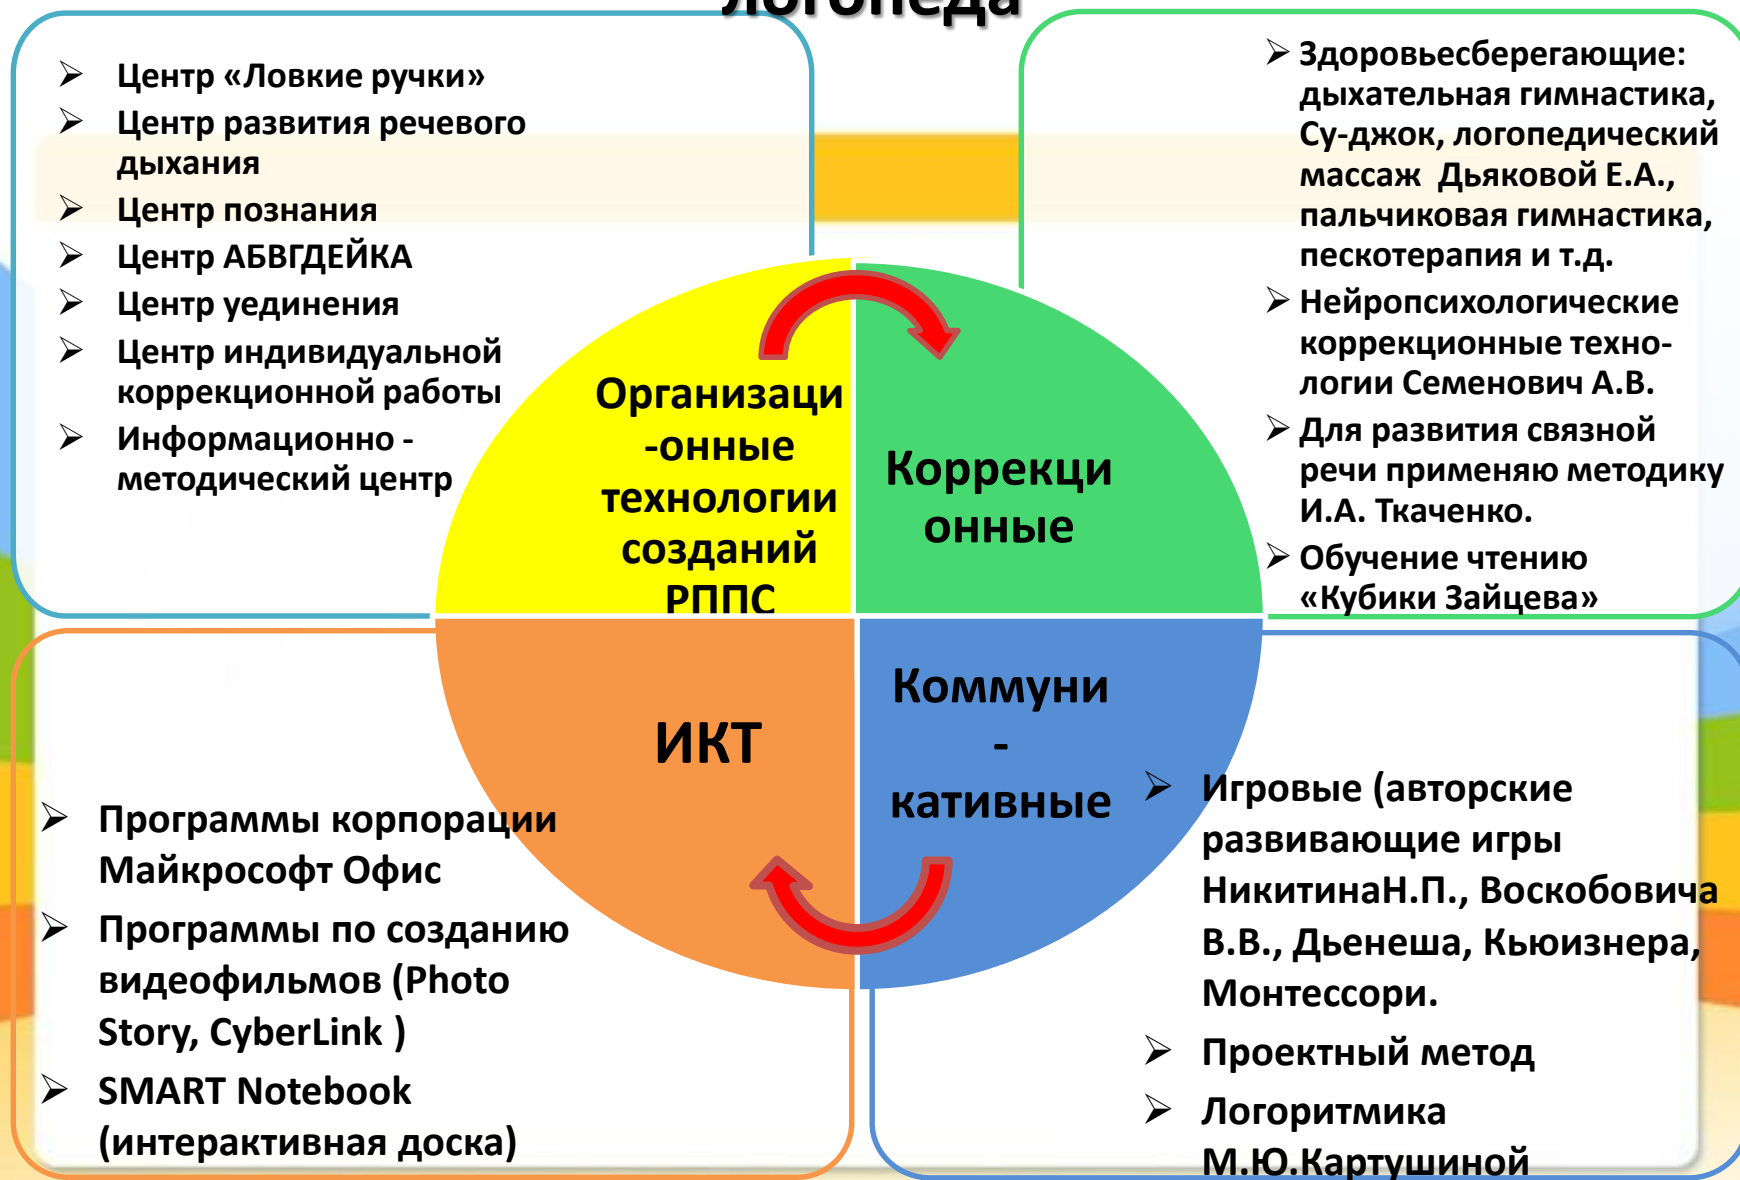 логопеда
Центр «Ловкие ручки»
Центр развития речевого
дыхания
Центр познания
Центр АБВГДЕЙКА
Центр уединения
Центр индивидуальной
коррекционной работы
Информационно -
методический центр
Здоровьесберегающие:
дыхательная гимнастика,
Су-джок, логопедический
массаж Дьяковой Е.А.,
пальчиковая гимнастика,
пескотерапия и т.д.
Нейропсихологические
коррекционные техно-
логии Семенович А.В.
Для развития связной
речи применяю методику
И.А. Ткаченко.
Обучение чтению
«Кубики Зайцева»
Организаци
-онные
технологии
созданий
РППС
Коррекци
онные
ИКТ
Коммуни
-
кативные
Программы корпорации
Майкрософт Офис
Программы по созданию
видеофильмов (Photo
Story, CyberLink )
SMART Notebook
(интерактивная доска)
Игровые (авторские
развивающие игры
НикитинаН.П., Воскобовича
В.В., Дьенеша, Кьюизнера,
Монтессори.
Проектный метод
Логоритмика
М.Ю.Картушиной